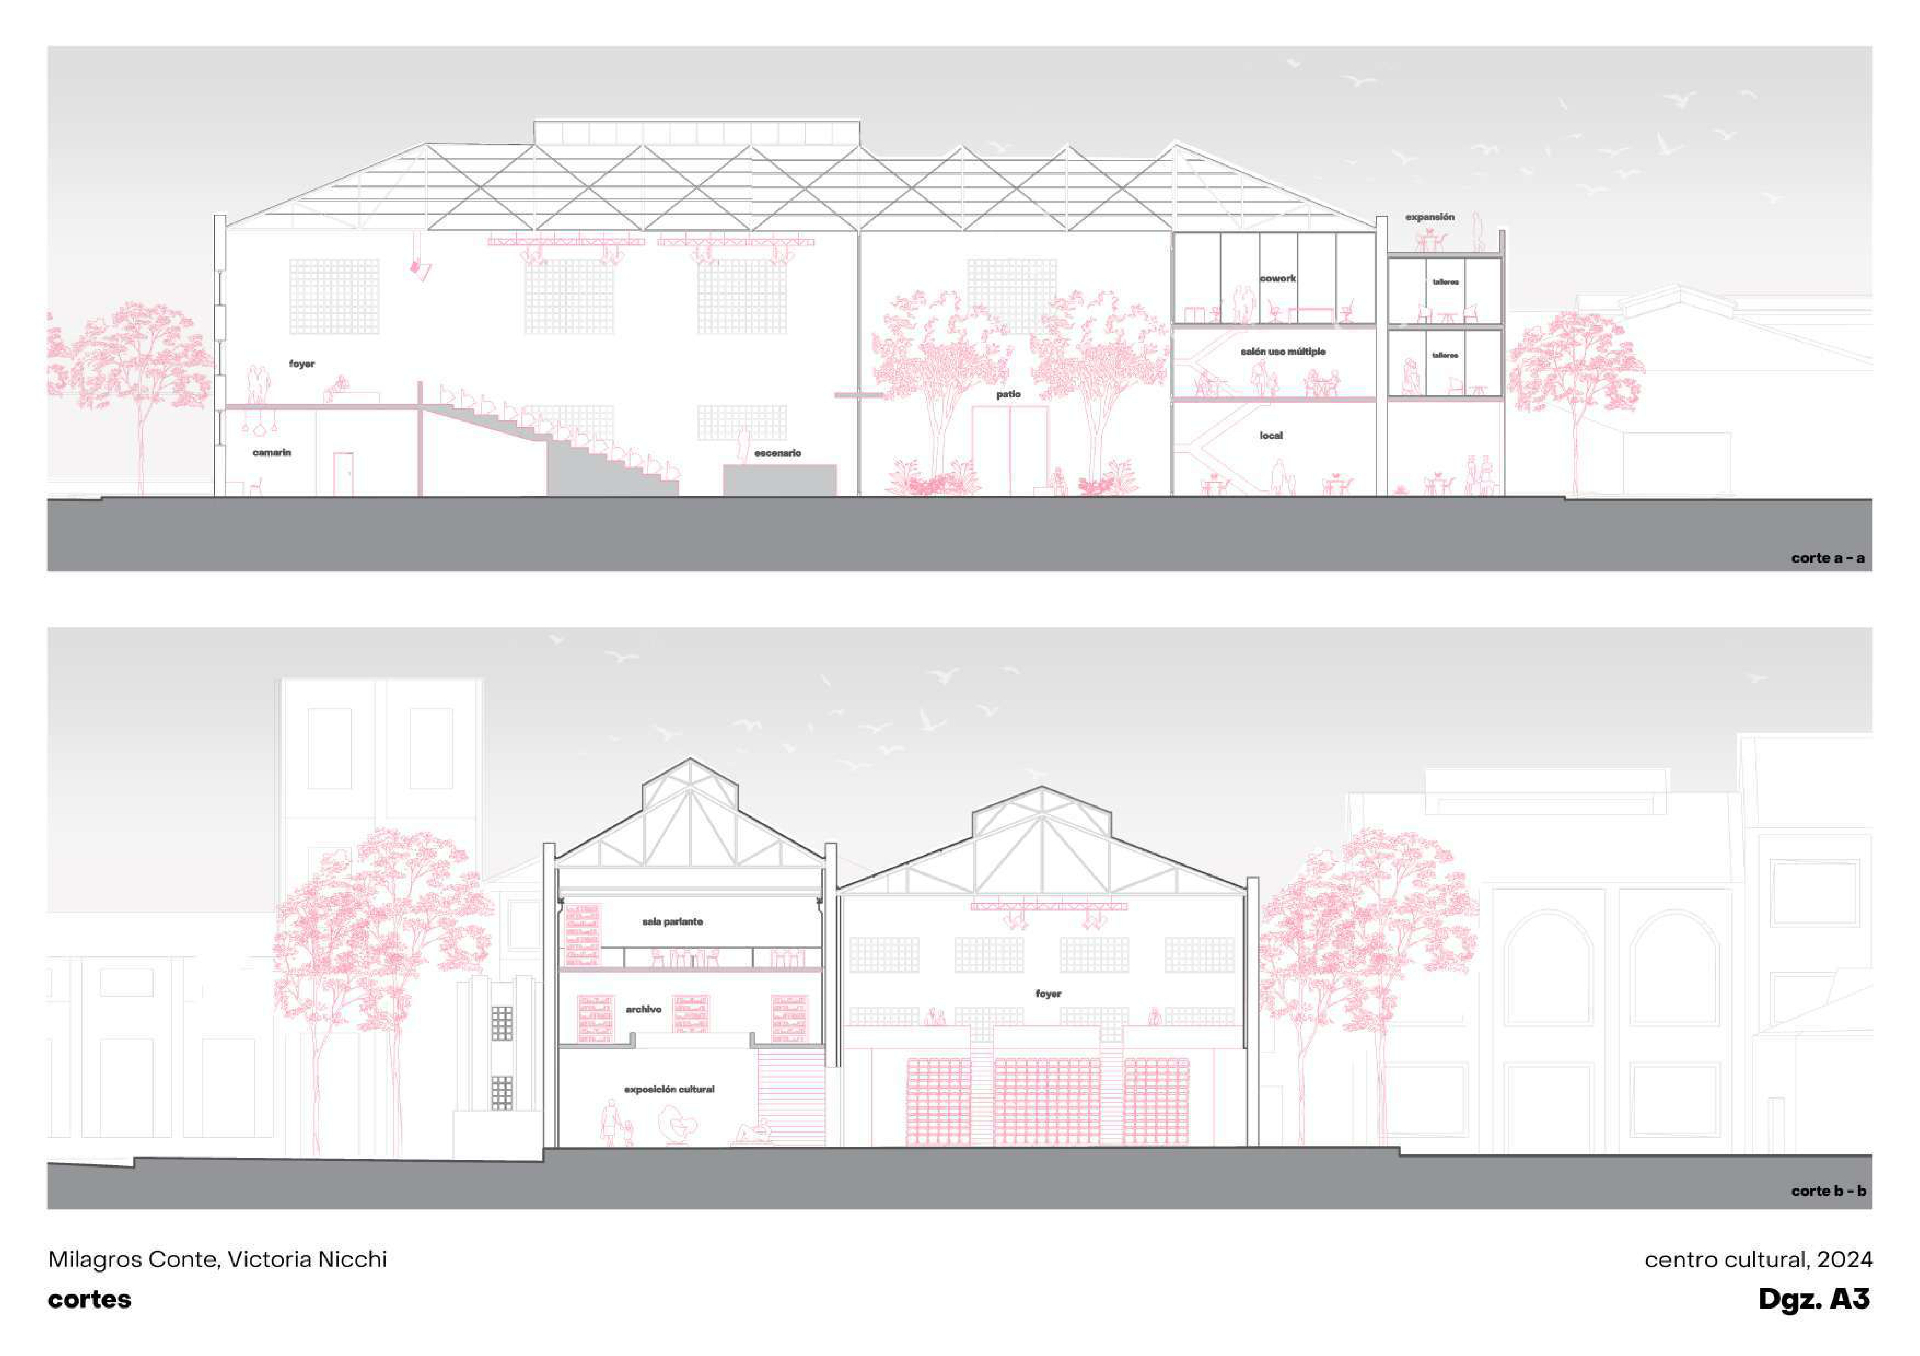 expansión
cowork
talleres
salón uso múltiple
talleres
foyer
patio
local
camarin
escenario
corte a - a
sala parlante
foyer
archivo
exposición cultural
corte b - b
Milagros Conte, Victoria Nicchi
cortes
centro cultural, 2024
Dgz. A3